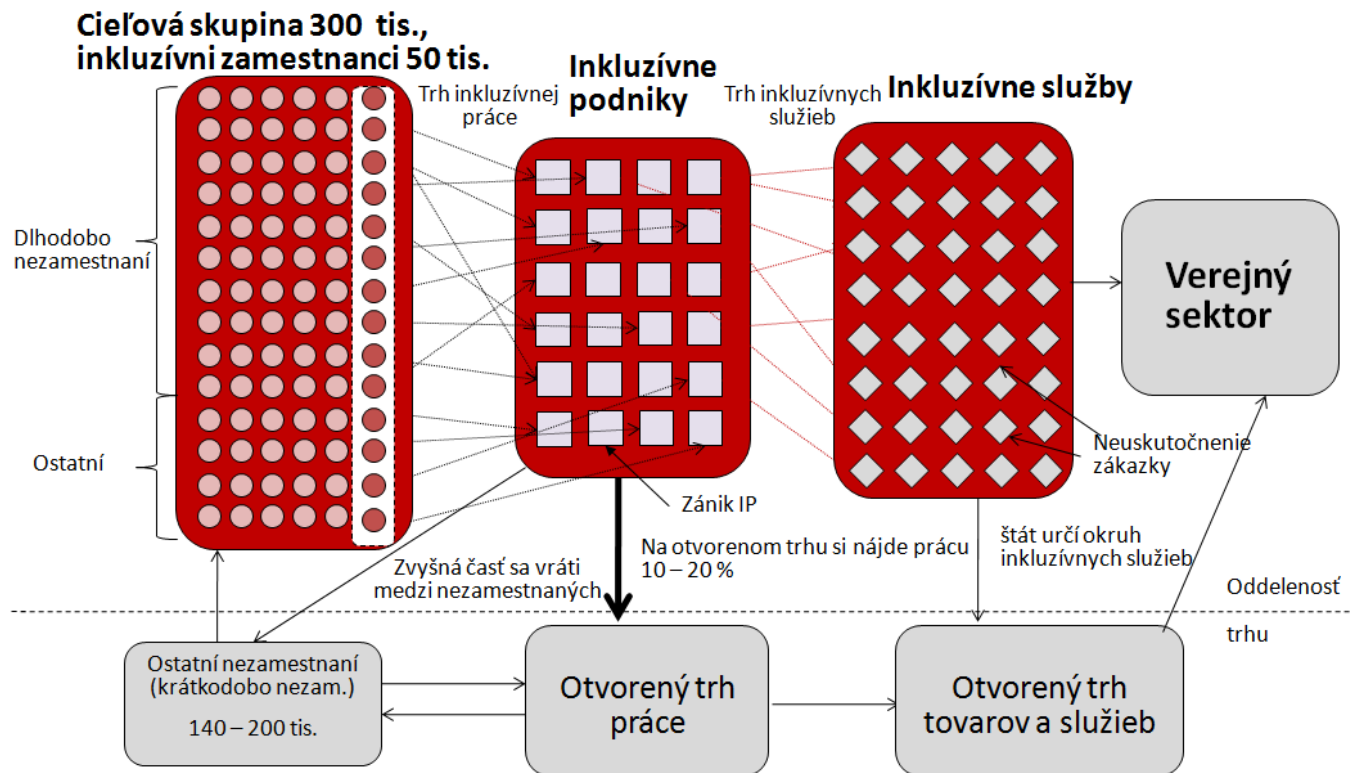 Cieľová skupina 300 tis.,
inkluzívni zamestnanci 50 tis.
Trh inkluzívnej
práce
Inkluzívne
podniky
Trh inkluzívnych
služieb
Inkluzívne služby
Dlhodobo
nezamestnaní
Ostatní
Verejný
sektor
Neuskutočnenie
zákazky
Zánik IP
Zvyšná časť sa vráti
medzi nezamestnaných
Na otvorenom trhu si nájde prácu
10 – 20 %
štát určí okruh
inkluzívnych služieb
Oddelenosť
trhu
Ostatní nezamestnaní
(krátkodobo nezam.)
140 – 200 tis.
Otvorený trh
práce
Otvorený trh
tovarov a služieb